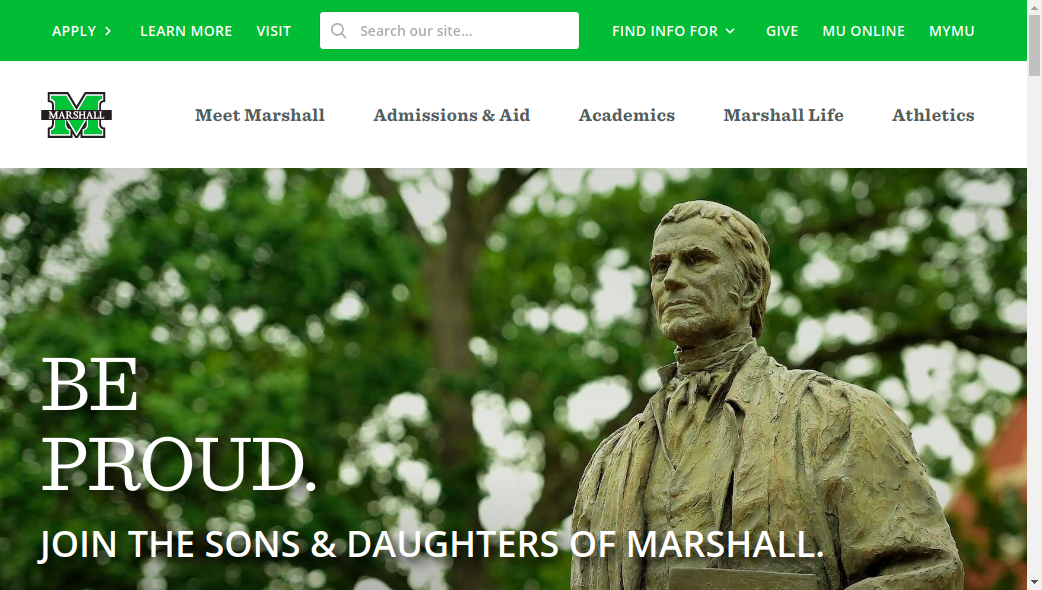 APPLY LEARN MORE VISIT Search our site... FIND INFO FOR GIVE MU ONLINE MYMU
MARSHALL Meet Marshall Admissions & Aid Academics Marshall Life Athletics
BE
PROUD.
JOIN THE SONS & DAUGHTERS OF MARSHALL.